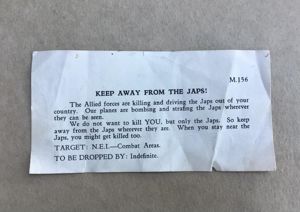 M.156
KEEP AWAY FROM THE JAPS!
The Allied forces are killing and driving the Japs out of your
country. Our planes are bombing and strafing the Japs wherever
they can be seen.
We do not want to kill YOU, but only the Japs. So keep
away from the Japs wherever they are. When you stay near the
Japs, you might get killed too.
TARGET: N.E.I.—Combat Areas.
TO BE DROPPED BY: Indefinite.